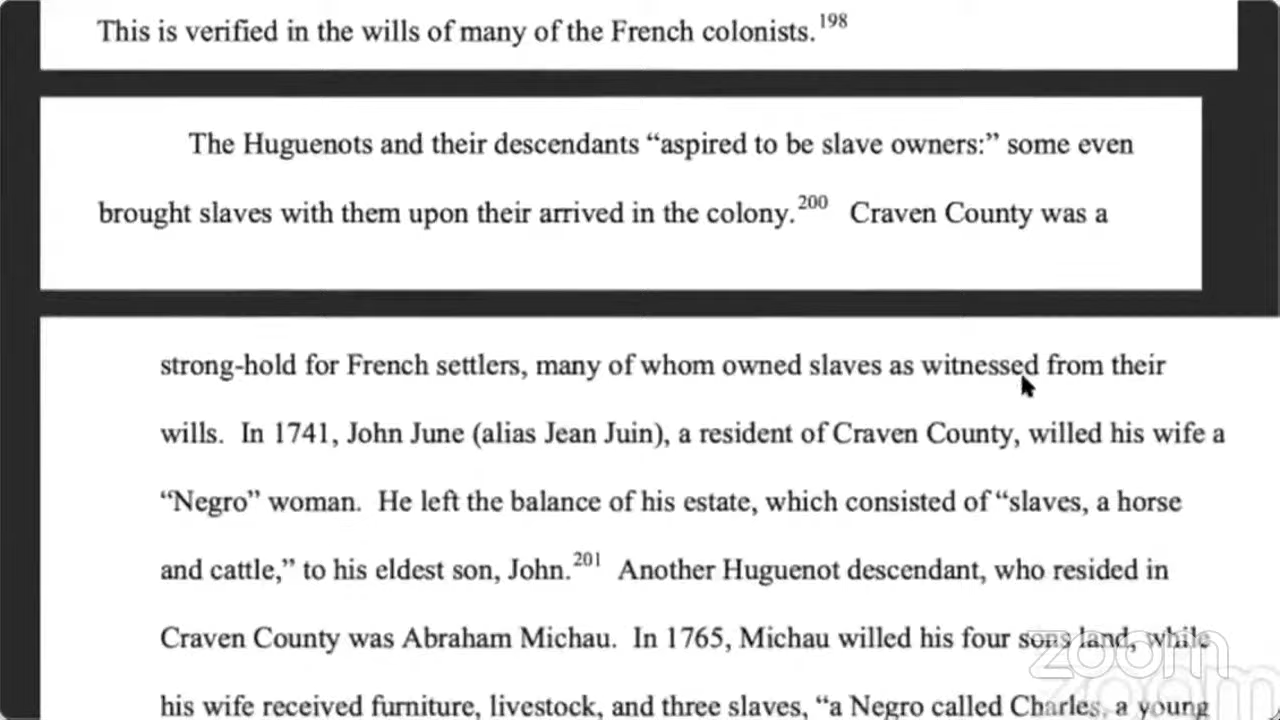 This is verified in the wills of many of the French colonists.198
The Huguenots and their descendants “aspired to be slave owners:” some even
brought slaves with them upon their arrived in the colony.200 Craven County was a
strong-hold for French settlers, many of whom owned slaves as witnessed from their
wills. In 1741, John June (alias Jean Juin), a resident of Craven County, willed his wife a
“Negro” woman. He left the balance of his estate, which consisted of “slaves, a horse
and cattle,” to his eldest son, John.201 Another Huguenot descendant, who resided in
Craven County was Abraham Michau. In 1765, Michau willed his four sons land, while
his wife received furniture, livestock, and three slaves, “a Negro called Charles, a young
zoom
zoom